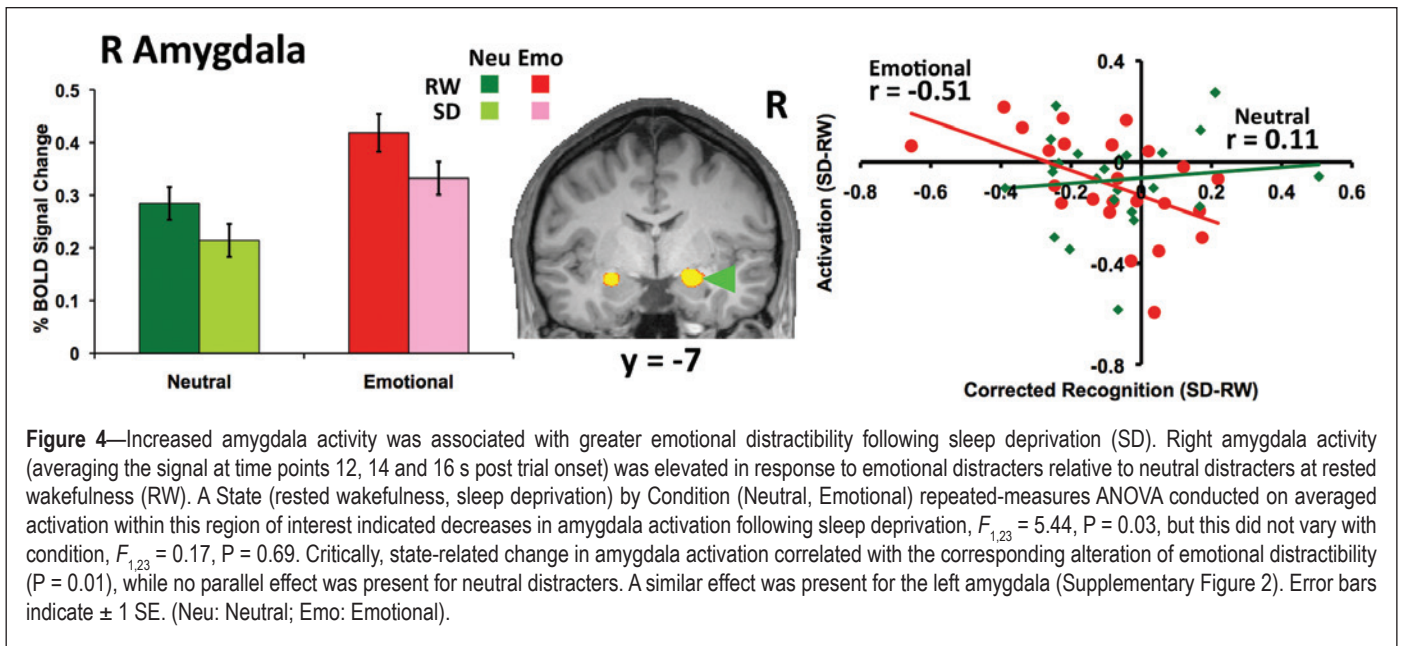 R Amygdala
Neu Emo
RW
SD
% BOLD Signal Change
0.5
0.4
0.3
0.2
0.1
0
Neutral
Emotional
R
y = -7
Emotional
r = -0.51
Neutral
r = 0.11
Activation (SD-RW)
0.4
0
-0.4
-0.8
-0.8 -0.6 -0.4 -0.2 0 0.2 0.4 0.6
Corrected Recognition (SD-RW)
Figure 4—Increased amygdala activity was associated with greater emotional distractibility following sleep deprivation (SD). Right amygdala activity
(averaging the signal at time points 12, 14 and 16 s post trial onset) was elevated in response to emotional distracters relative to neutral distracters at rested
wakefulness (RW). A State (rested wakefulness, sleep deprivation) by Condition (Neutral, Emotional) repeated-measures ANOVA conducted on averaged
activation within this region of interest indicated decreases in amygdala activation following sleep deprivation, F1,23 = 5.44, P = 0.03, but this did not vary with
condition, F1,23 = 0.17, P = 0.69. Critically, state-related change in amygdala activation correlated with the corresponding alteration of emotional distractibility
(P = 0.01), while no parallel effect was present for neutral distracters. A similar effect was present for the left amygdala (Supplementary Figure 2). Error bars
indicate ± 1 SE. (Neu: Neutral; Emo: Emotional).